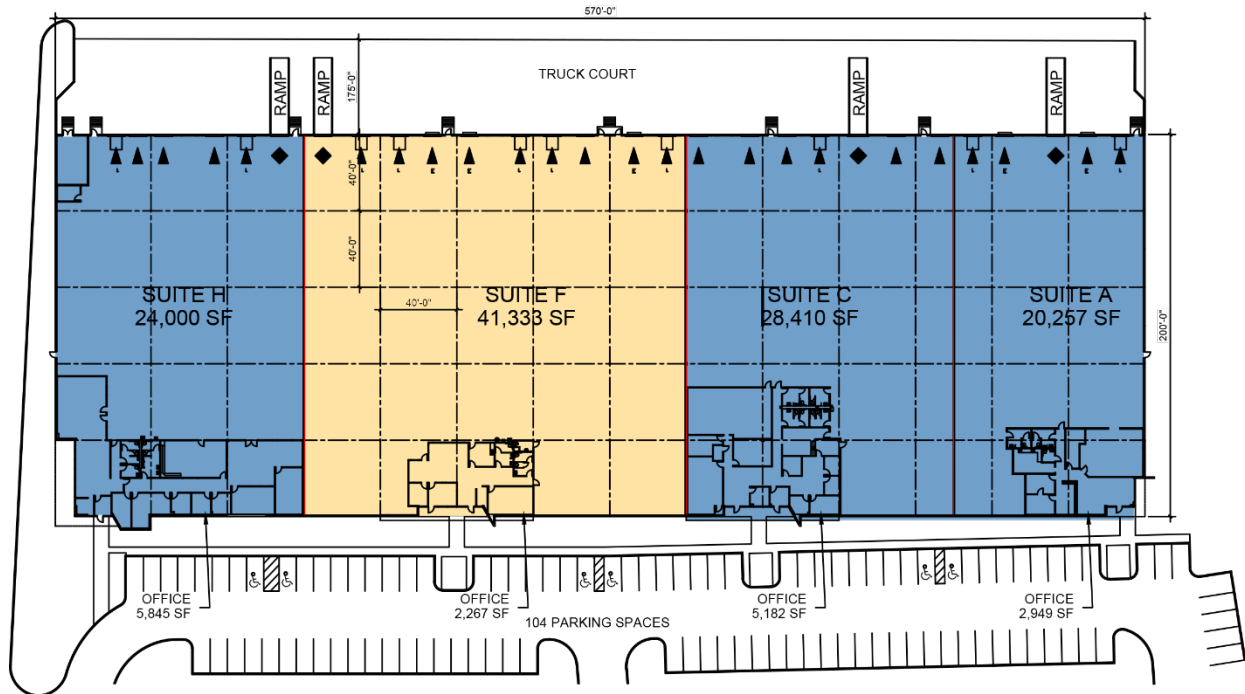 570'-0"
TRUCK COURT
RAMP
RAMP
RAMP
RAMP
175'-0"
L
L
L
L
E
E
L
L
E
L
L
E
E
L
40'-0"
40'-0"
40'-0"
200'-0"
SUITE H
24,000 SF
SUITE F
41,333 SF
SUITE C
28,410 SF
SUITE A
20,257 SF
OFFICE
5,845 SF
OFFICE
2,267 SF
OFFICE
5,182 SF
OFFICE
2,949 SF
104 PARKING SPACES